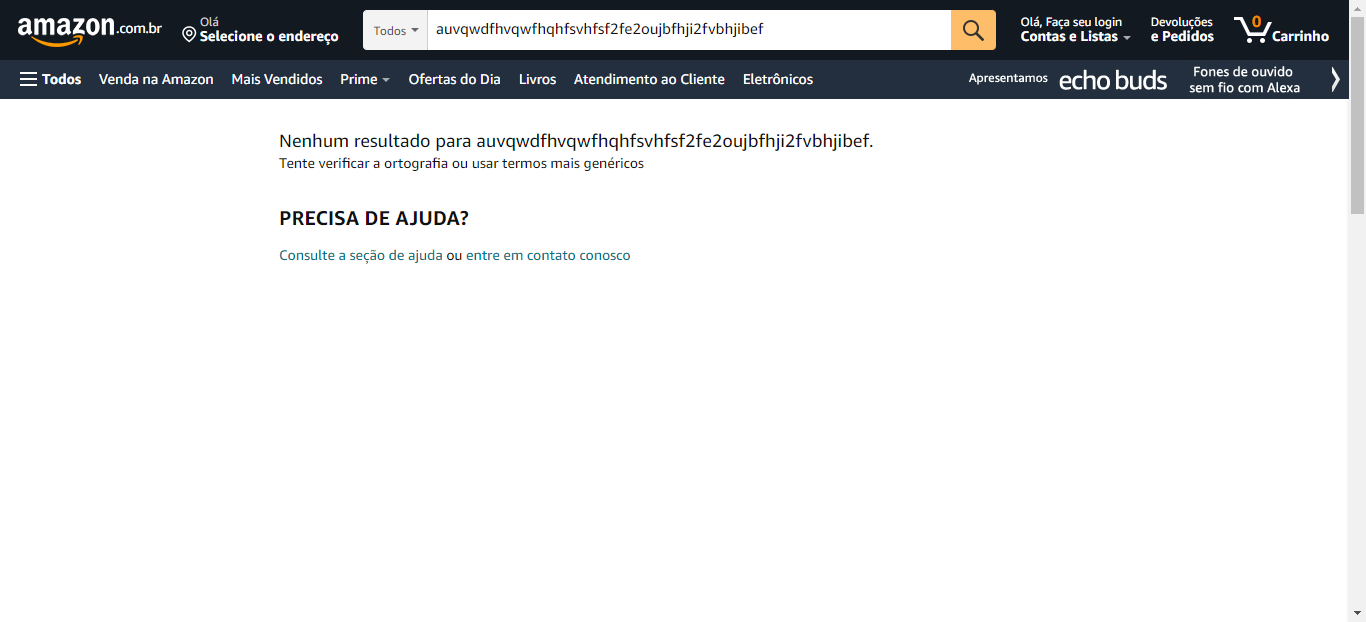 amazon.com.br
Olá
Selecione o endereço
Todos
auvqwdfhvqwfhqhfsvhfsf2fe2oujbfhji2fvbhjibef
Olá, Faça seu login
Contas e Listas
Devoluções
e Pedidos
0
Carrinho
Todos
Venda na Amazon
Mais Vendidos
Prime
Ofertas do Dia
Livros
Atendimento ao Cliente
Eletrônicos
Apresentamos
echo buds
Fones de ouvido
sem fio com Alexa
Nenhum resultado para auvqwdfhvqwfhqhfsvhfsf2fe2oujbfhji2fvbhjibef.
Tente verificar a ortografia ou usar termos mais genéricos
PRECISA DE AJUDA?
Consulte a seção de ajuda ou entre em contato conosco